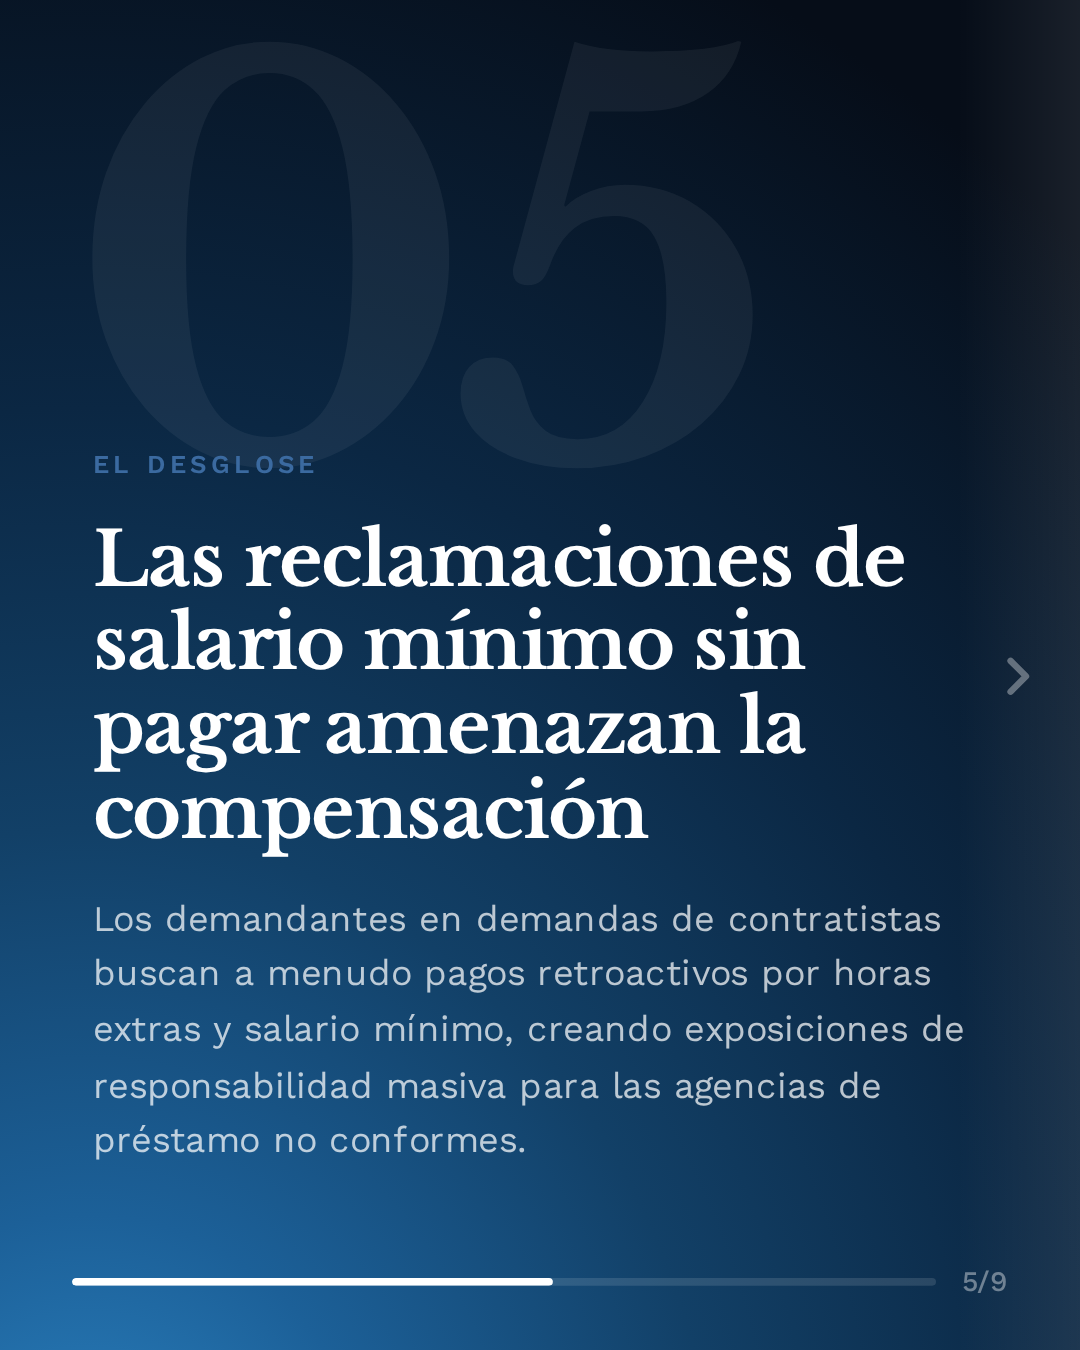 05
EL DESGLOSE
Las reclamaciones de
salario mínimo sin
pagar amenazan la
compensación
Los demandantes en demandas de contratistas
buscan a menudo pagos retroactivos por horas
extras y salario mínimo, creando exposiciones de
responsabilidad masiva para las agencias de
préstamo no conformes.
5/9